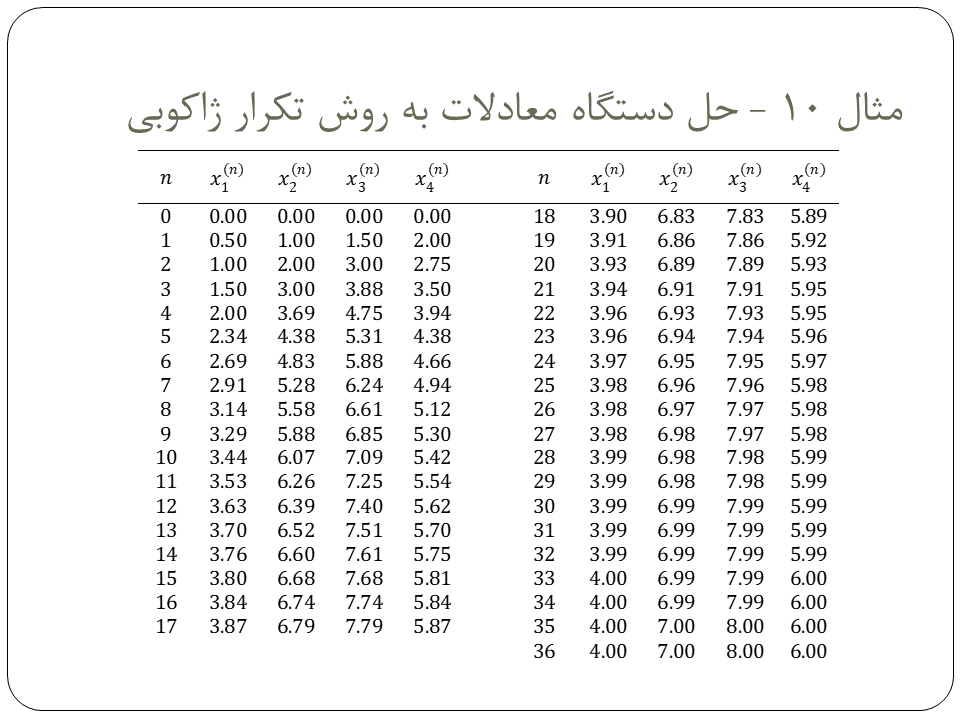 مثال ۱۰ – حل دستگاه معادلات به روش تکرار ژاکوبی
n x₁⁽ⁿ⁾ x₂⁽ⁿ⁾ x₃⁽ⁿ⁾ x₄⁽ⁿ⁾ n x₁⁽ⁿ⁾ x₂⁽ⁿ⁾ x₃⁽ⁿ⁾ x₄⁽ⁿ⁾
0 0.00 0.00 0.00 0.00 18 3.90 6.83 7.83 5.89
1 0.50 1.00 1.50 2.00 19 3.91 6.86 7.86 5.92
2 1.00 2.00 3.00 2.75 20 3.93 6.89 7.89 5.93
3 1.50 3.00 3.88 3.50 21 3.94 6.91 7.91 5.95
4 2.00 3.69 4.75 3.94 22 3.96 6.93 7.93 5.95
5 2.34 4.38 5.31 4.38 23 3.96 6.94 7.94 5.96
6 2.69 4.83 5.88 4.66 24 3.97 6.95 7.95 5.97
7 2.91 5.28 6.24 4.94 25 3.98 6.96 7.96 5.98
8 3.14 5.58 6.61 5.12 26 3.98 6.97 7.97 5.98
9 3.29 5.88 6.85 5.30 27 3.98 6.98 7.97 5.98
10 3.44 6.07 7.09 5.42 28 3.99 6.98 7.98 5.99
11 3.53 6.26 7.25 5.54 29 3.99 6.98 7.98 5.99
12 3.63 6.39 7.40 5.62 30 3.99 6.99 7.99 5.99
13 3.70 6.52 7.51 5.70 31 3.99 6.99 7.99 5.99
14 3.76 6.60 7.61 5.75 32 3.99 6.99 7.99 5.99
15 3.80 6.68 7.68 5.81 33 4.00 6.99 7.99 6.00
16 3.84 6.74 7.74 5.84 34 4.00 6.99 7.99 6.00
17 3.87 6.79 7.79 5.87 35 4.00 7.00 8.00 6.00
36 4.00 7.00 8.00 6.00